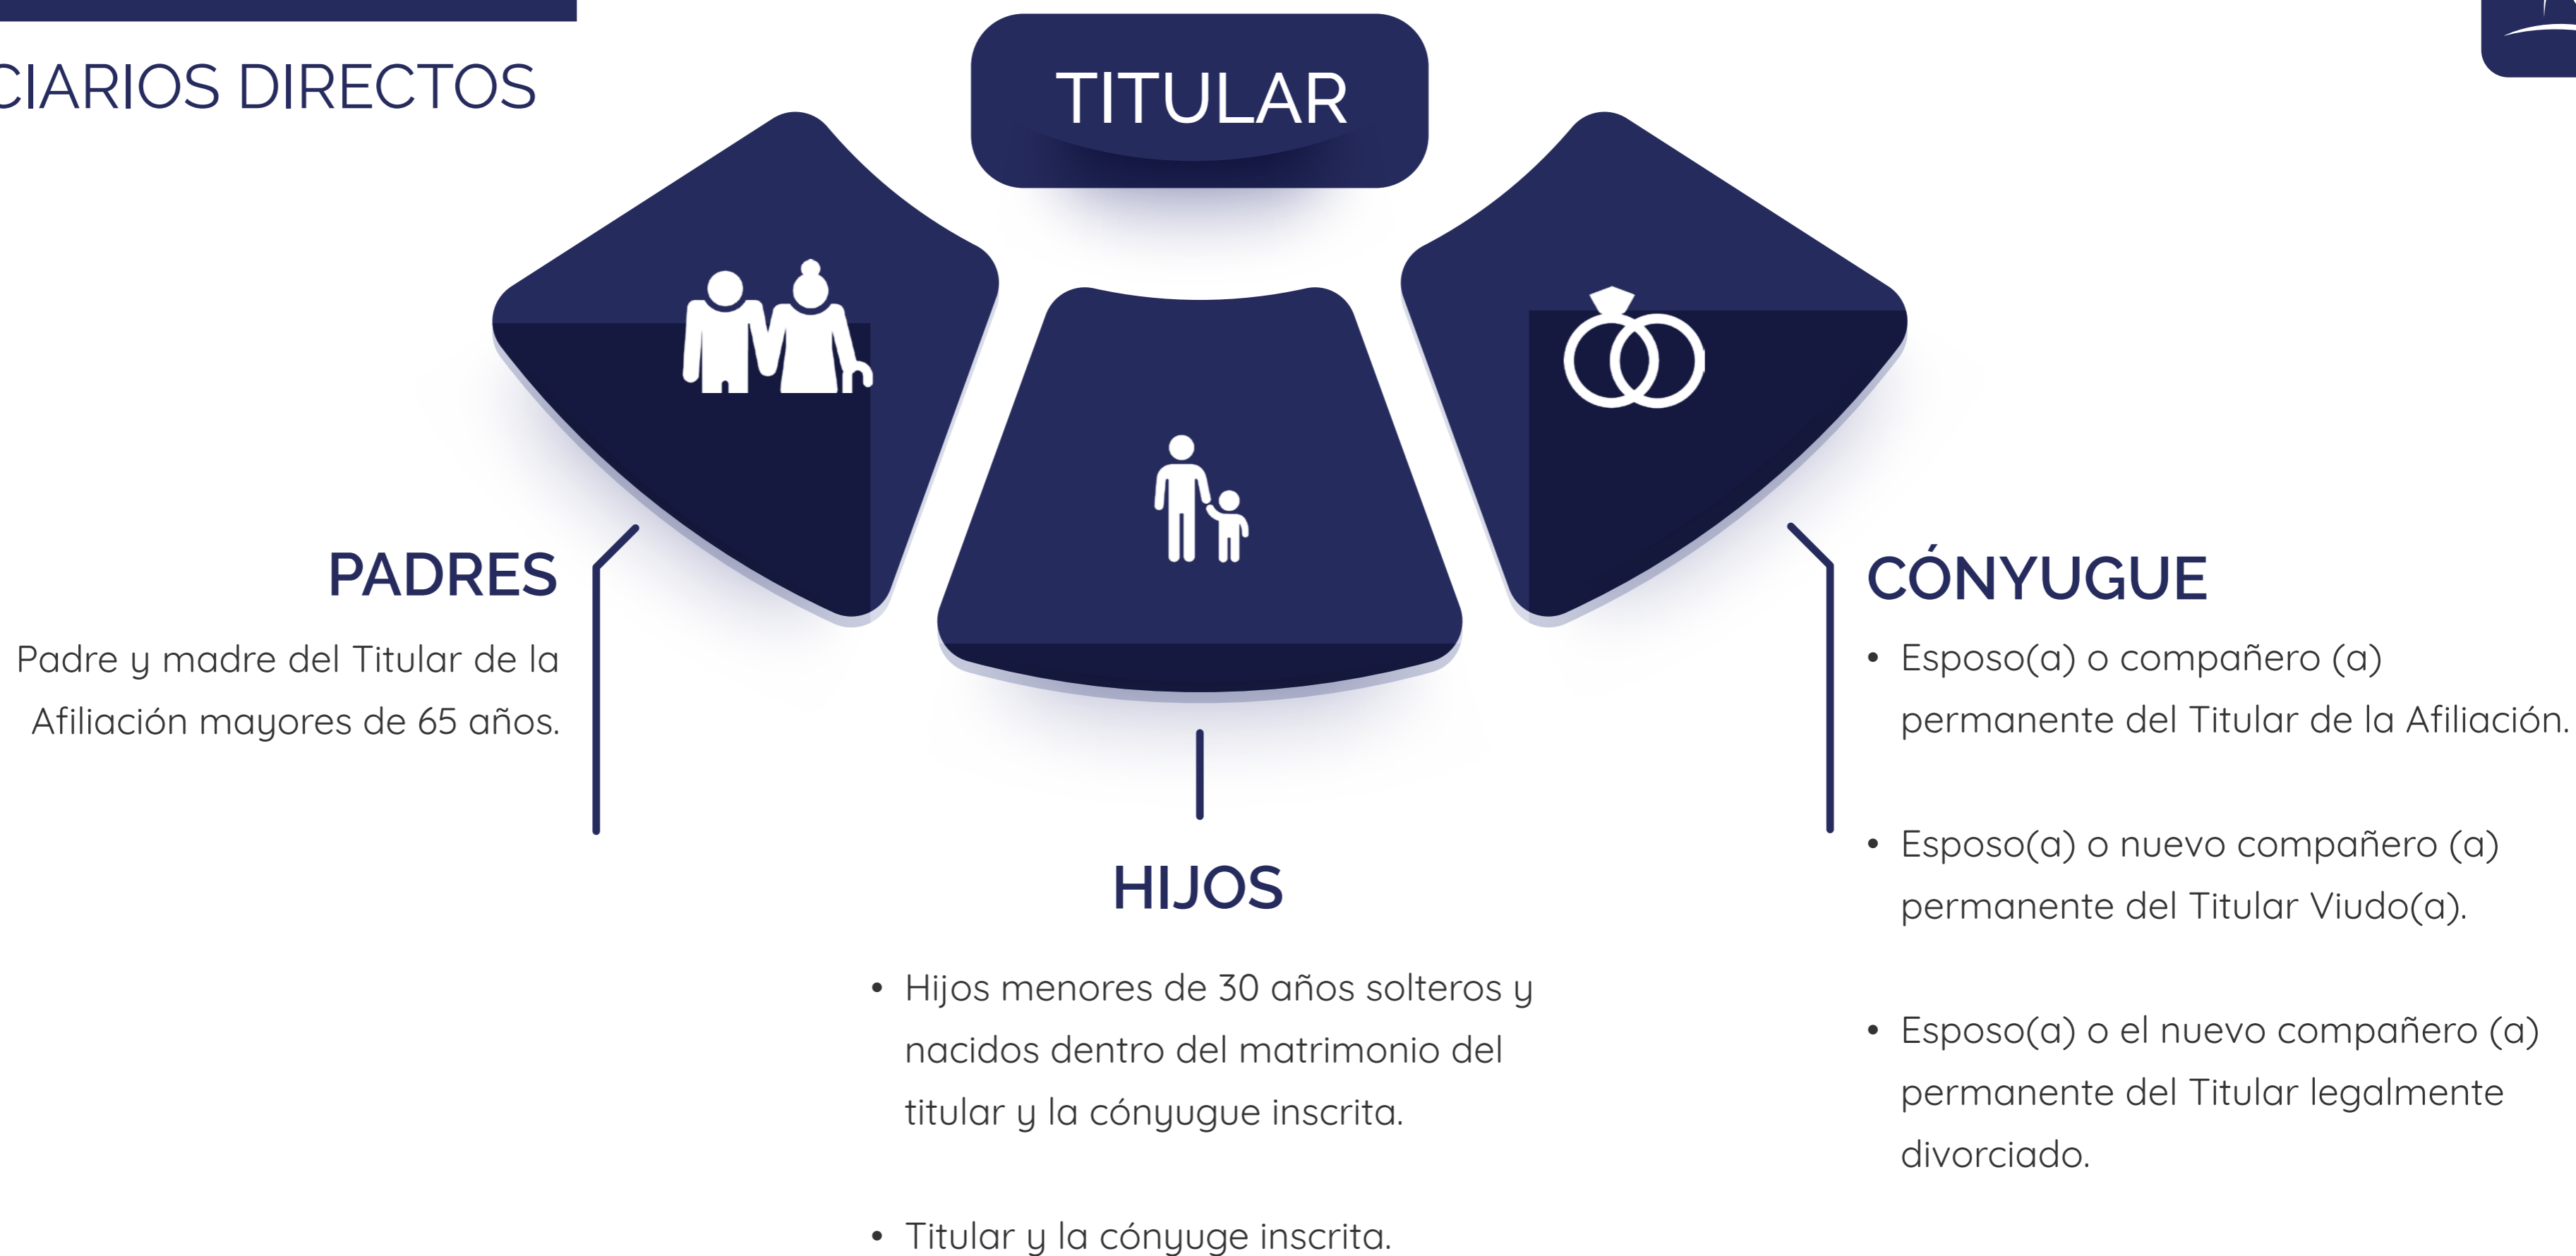 CIARIOS DIRECTOS
TITULAR
PADRES
Padre y madre del Titular de la
Afiliación mayores de 65 años.
HIJOS
• Hijos menores de 30 años solteros y
nacidos dentro del matrimonio del
titular y la cónyugue inscrita.
• Titular y la cónyuge inscrita.
CÓNYUGUE
• Esposo(a) o compañero (a)
permanente del Titular de la Afiliación.
• Esposo(a) o nuevo compañero (a)
permanente del Titular Viudo(a).
• Esposo(a) o el nuevo compañero (a)
permanente del Titular legalmente
divorciado.